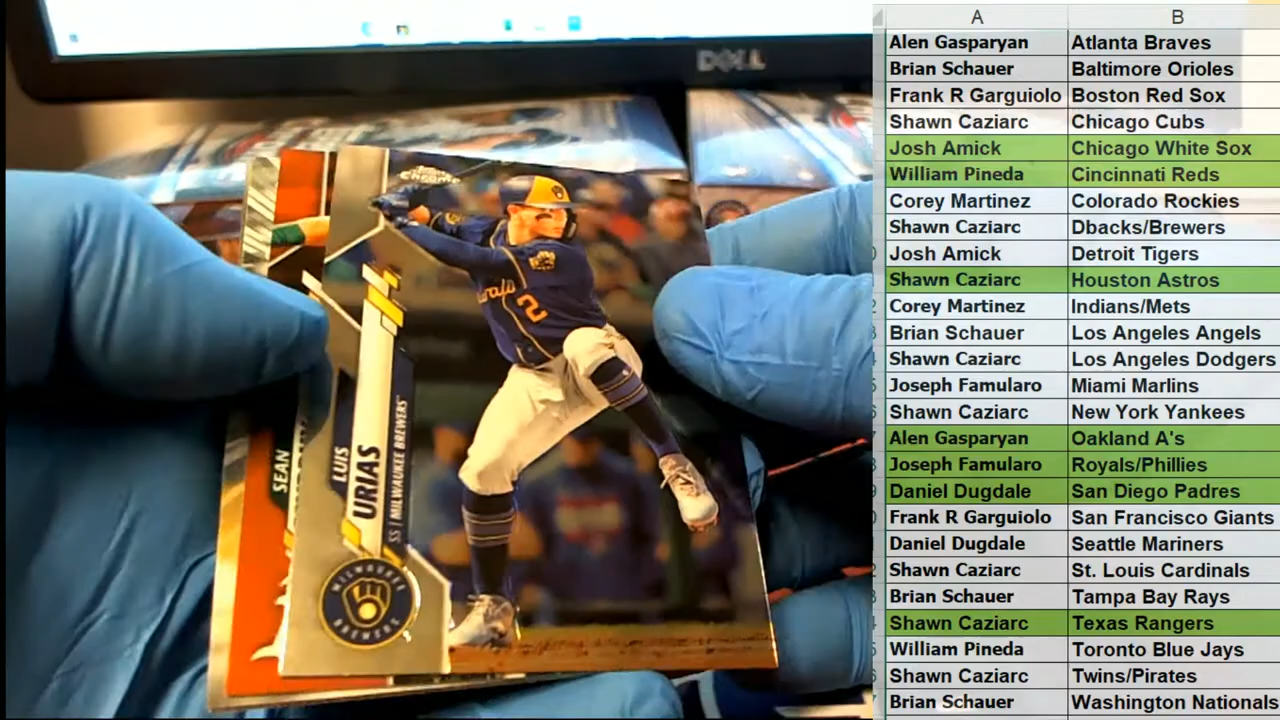 DELL
CHROME
2
SEAN
LUIS
URIAS
SS | MILWAUKEE BREWERS™
MILWAUKEE
BREWERS
A B
Alen Gasparyan Atlanta Braves
Brian Schauer Baltimore Orioles
Frank R Garguiolo Boston Red Sox
Shawn Caziarc Chicago Cubs
Josh Amick Chicago White Sox
William Pineda Cincinnati Reds
Corey Martinez Colorado Rockies
Shawn Caziarc Dbacks/Brewers
Josh Amick Detroit Tigers
Shawn Caziarc Houston Astros
Corey Martinez Indians/Mets
Brian Schauer Los Angeles Angels
Shawn Caziarc Los Angeles Dodgers
Joseph Famularo Miami Marlins
Shawn Caziarc New York Yankees
Alen Gasparyan Oakland A's
Joseph Famularo Royals/Phillies
Daniel Dugdale San Diego Padres
Frank R Garguiolo San Francisco Giants
Daniel Dugdale Seattle Mariners
Shawn Caziarc St. Louis Cardinals
Brian Schauer Tampa Bay Rays
Shawn Caziarc Texas Rangers
William Pineda Toronto Blue Jays
Shawn Caziarc Twins/Pirates
Brian Schauer Washington Nationals